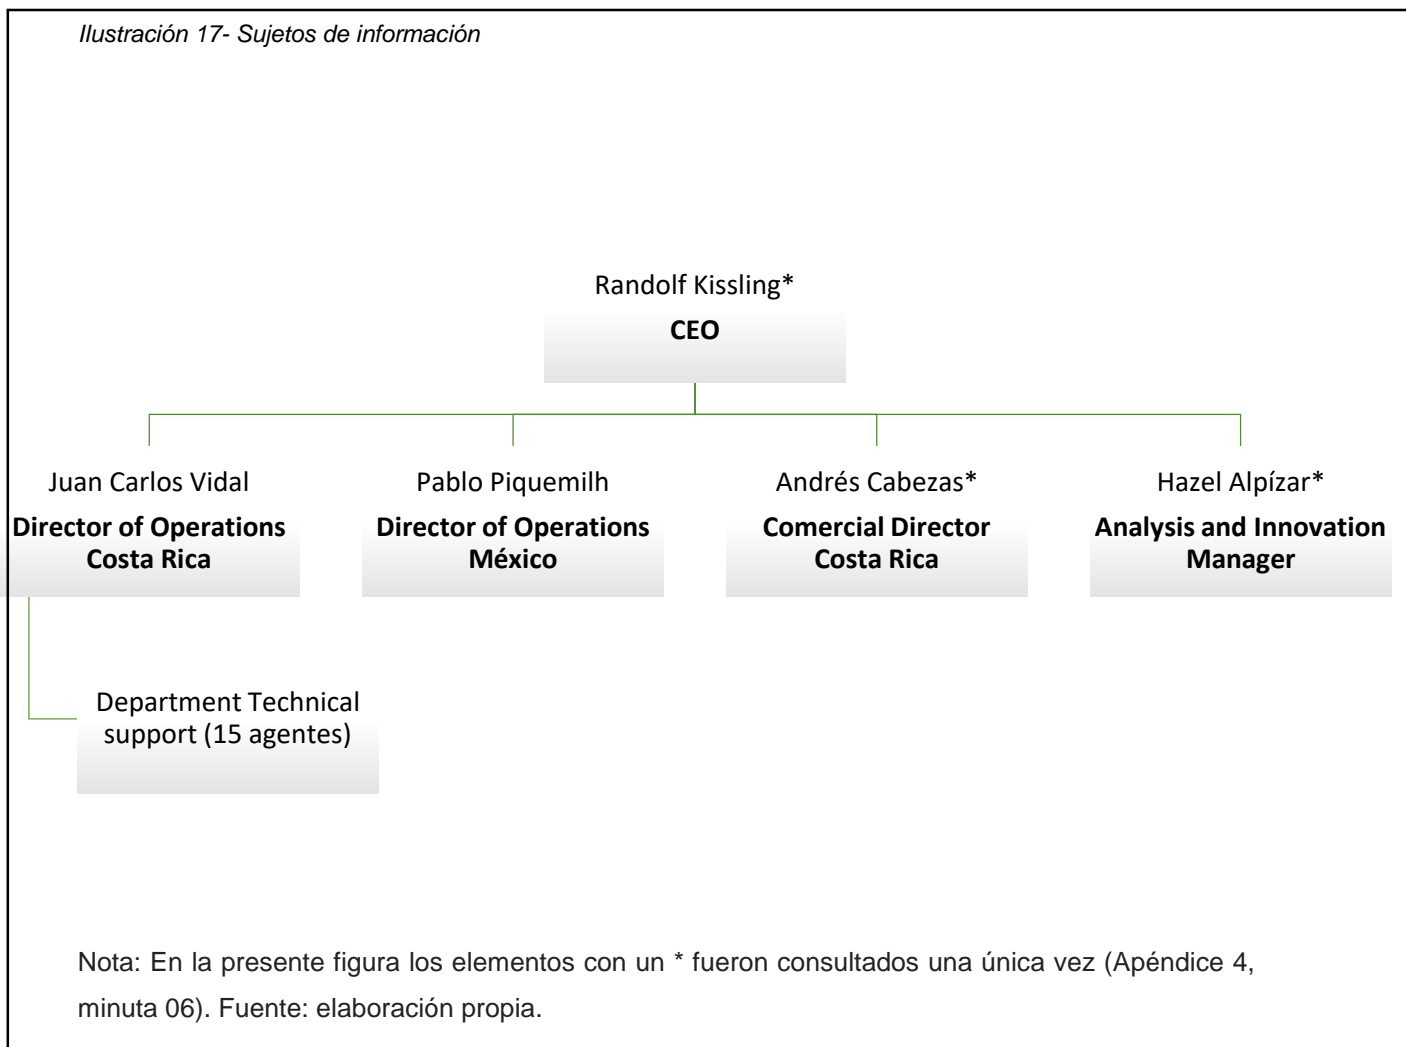 Ilustración 17- Sujetos de información
Randolf Kissling*
CEO
Juan Carlos Vidal
Director of Operations
Costa Rica
Pablo Piquemilh
Director of Operations
México
Andrés Cabezas*
Comercial Director
Costa Rica
Hazel Alpízar*
Analysis and Innovation
Manager
Department Technical
support (15 agentes)
Nota: En la presente figura los elementos con un * fueron consultados una única vez (Apéndice 4,
minuta 06). Fuente: elaboración propia.